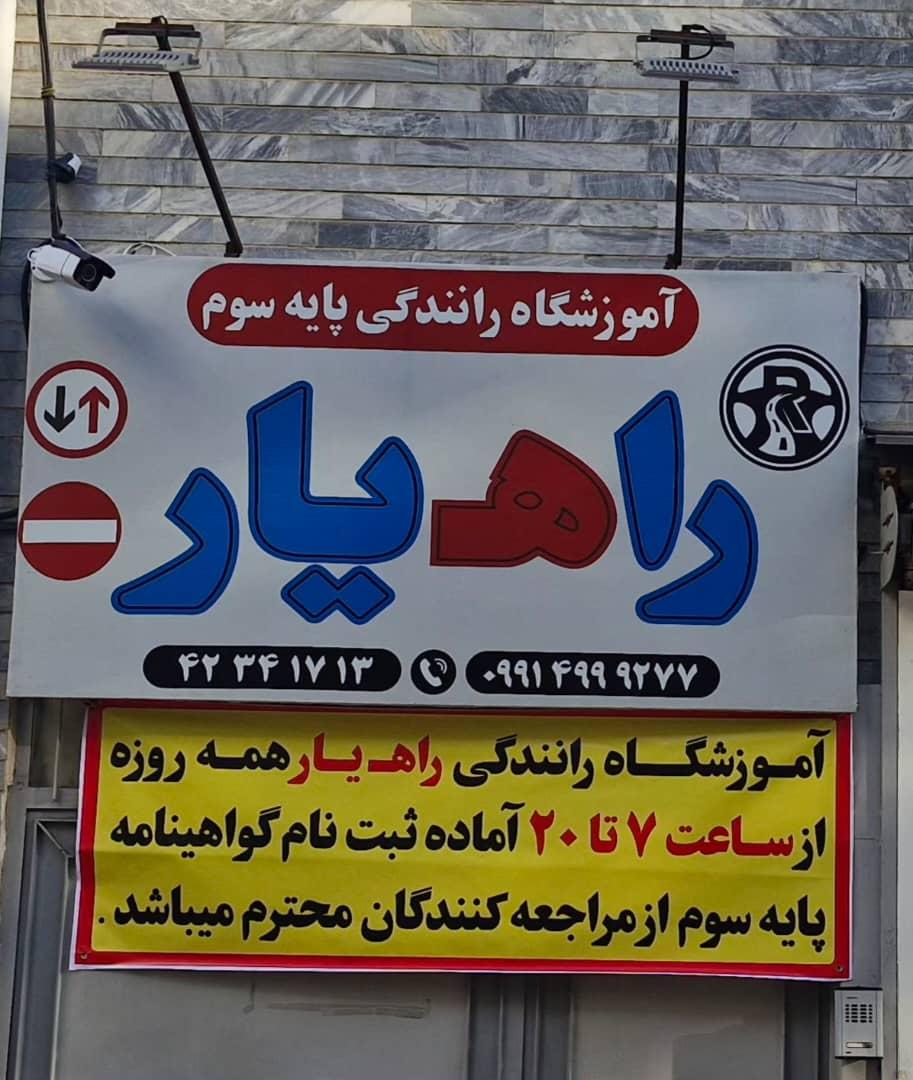 آموزشگاه رانندگی پایه سوم
راهیار
۰۹۹۱ ۴۹۹ ۹۲۷۷
۴۲ ۳۴ ۱۷ ۱۳
آموزشگاه رانندگی راهیار همه روزه
از ساعت ۷ تا ۲۰ آماده ثبت نام گواهینامه
پایه سوم از مراجعه کنندگان محترم میباشد .